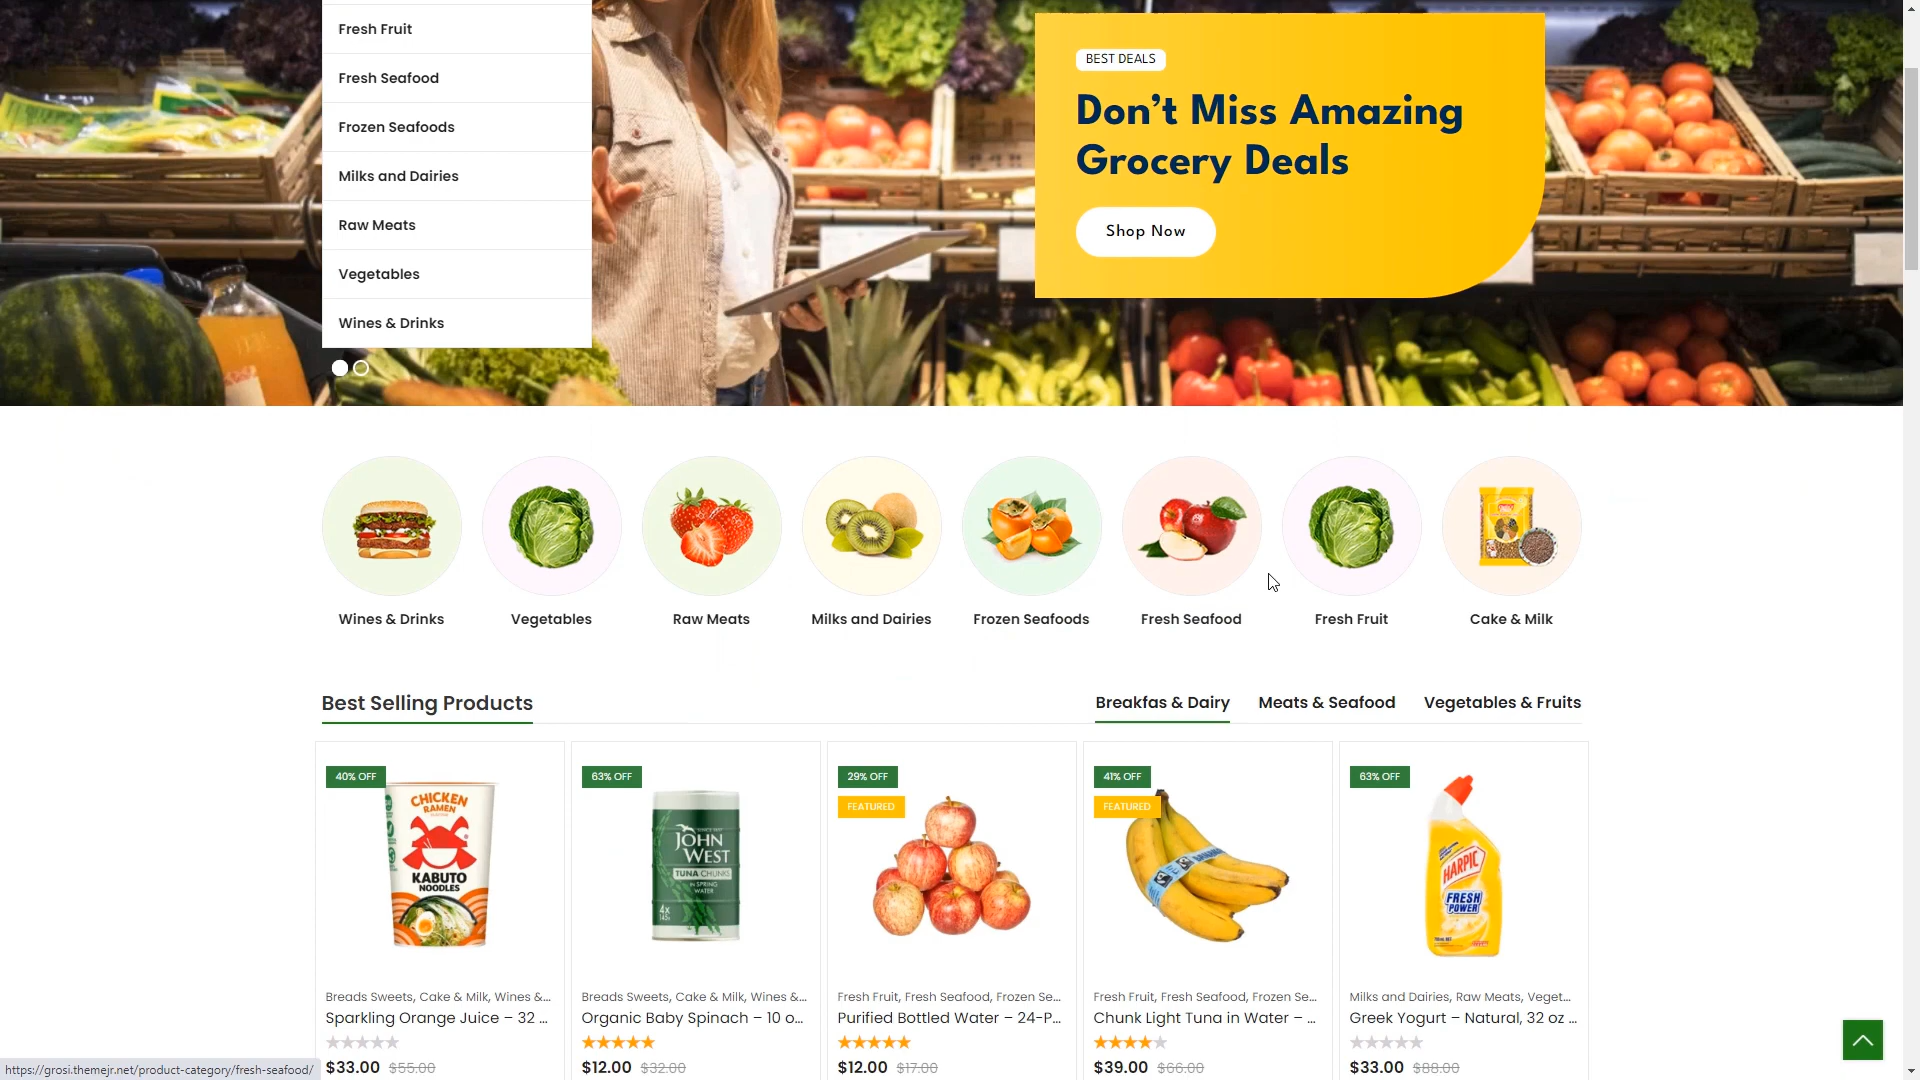 Fresh Fruit
Fresh Seafood
Frozen Seafoods
Milks and Dairies
Raw Meats
Vegetables
Wines & Drinks
BEST DEALS
Don’t Miss Amazing
Grocery Deals
Shop Now
Wines & Drinks
Vegetables
Raw Meats
Milks and Dairies
Frozen Seafoods
Fresh Seafood
Fresh Fruit
Cake & Milk
Best Selling Products
Breakfas & Dairy
Meats & Seafood
Vegetables & Fruits
40% OFF
CHICKEN
RAMEN
KABUTO
NOODLES
Breads Sweets, Cake & Milk, Wines &...
Sparkling Orange Juice – 32 ...
$33.00 $55.00
63% OFF
JOHN
WEST
TUNA CHUNKS
IN SPRING
WATER
4x
145g
Breads Sweets, Cake & Milk, Wines &...
Organic Baby Spinach – 10 o...
$12.00 $32.00
29% OFF
FEATURED
Fresh Fruit, Fresh Seafood, Frozen Se...
Purified Bottled Water – 24-P...
$12.00 $17.00
41% OFF
FEATURED
Fresh Fruit, Fresh Seafood, Frozen Se...
Chunk Light Tuna in Water – ...
$39.00 $66.00
63% OFF
HARPIC
FRESH
POWER
Milks and Dairies, Raw Meats, Veget...
Greek Yogurt – Natural, 32 oz ...
$33.00 $88.00
https://grosi.themejr.net/product-category/fresh-seafood/